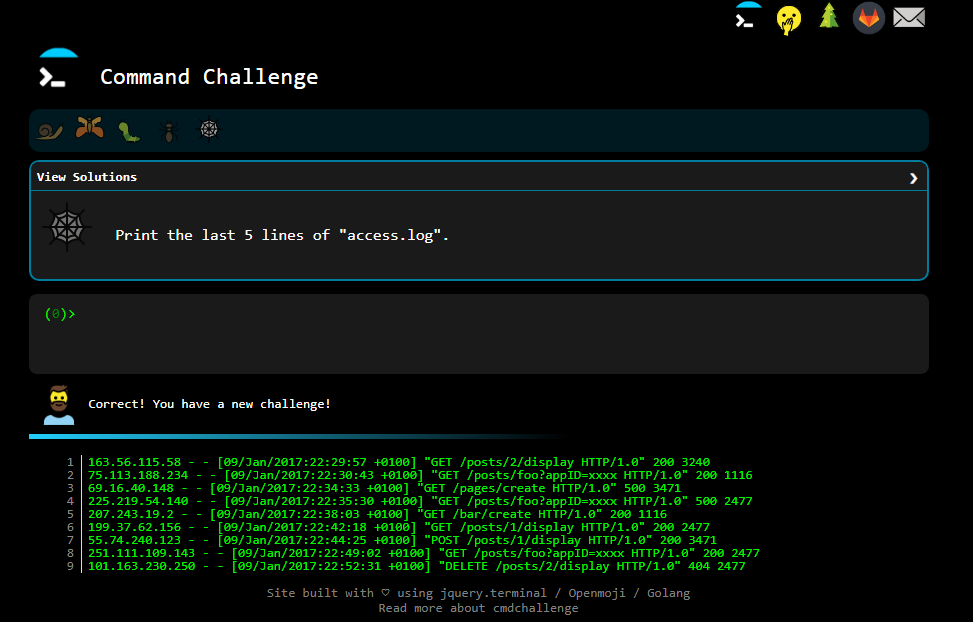 Command Challenge
View Solutions
Print the last 5 lines of "access.log".
(0)>
Correct! You have a new challenge!
1 163.56.115.58 - - [09/Jan/2017:22:29:57 +0100] "GET /posts/2/display HTTP/1.0" 200 3240
2 75.113.188.234 - - [09/Jan/2017:22:30:43 +0100] "GET /posts/foo?appID=xxxx HTTP/1.0" 200 1116
3 69.16.40.148 - - [09/Jan/2017:22:34:33 +0100] "GET /pages/create HTTP/1.0" 500 3471
4 225.219.54.140 - - [09/Jan/2017:22:35:30 +0100] "GET /posts/foo?appID=xxxx HTTP/1.0" 500 2477
5 207.243.19.2 - - [09/Jan/2017:22:38:03 +0100] "GET /bar/create HTTP/1.0" 200 1116
6 199.37.62.156 - - [09/Jan/2017:22:42:18 +0100] "GET /posts/1/display HTTP/1.0" 200 2477
7 55.74.240.123 - - [09/Jan/2017:22:44:25 +0100] "POST /posts/1/display HTTP/1.0" 200 3471
8 251.111.109.143 - - [09/Jan/2017:22:49:02 +0100] "GET /posts/foo?appID=xxxx HTTP/1.0" 200 2477
9 101.163.230.250 - - [09/Jan/2017:22:52:31 +0100] "DELETE /posts/2/display HTTP/1.0" 404 2477
Site built with ♡ using jquery.terminal / Openmoji / Golang
Read more about cmdchallenge